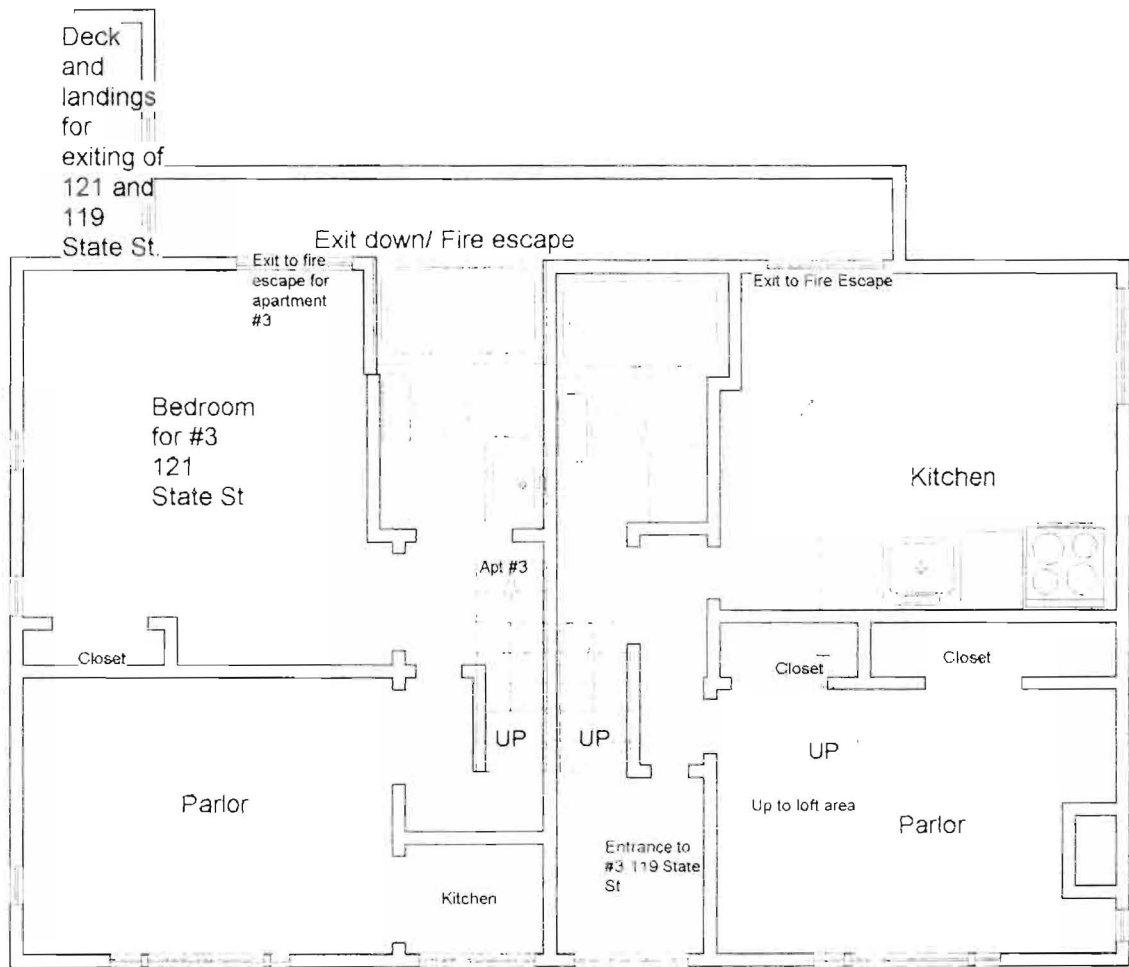 Deck
and
landings
for
exiting of
121 and
119
State St.
Exit down/ Fire escape
Exit to fire
escape for
apartment
#3
Exit to Fire Escape
Bedroom
for #3
121
State St
Kitchen
Apt #3
Closet
Closet
Closet
UP
UP
UP
Parlor
Up to loft area
Parlor
Entrance to
#3 119 State
St
Kitchen